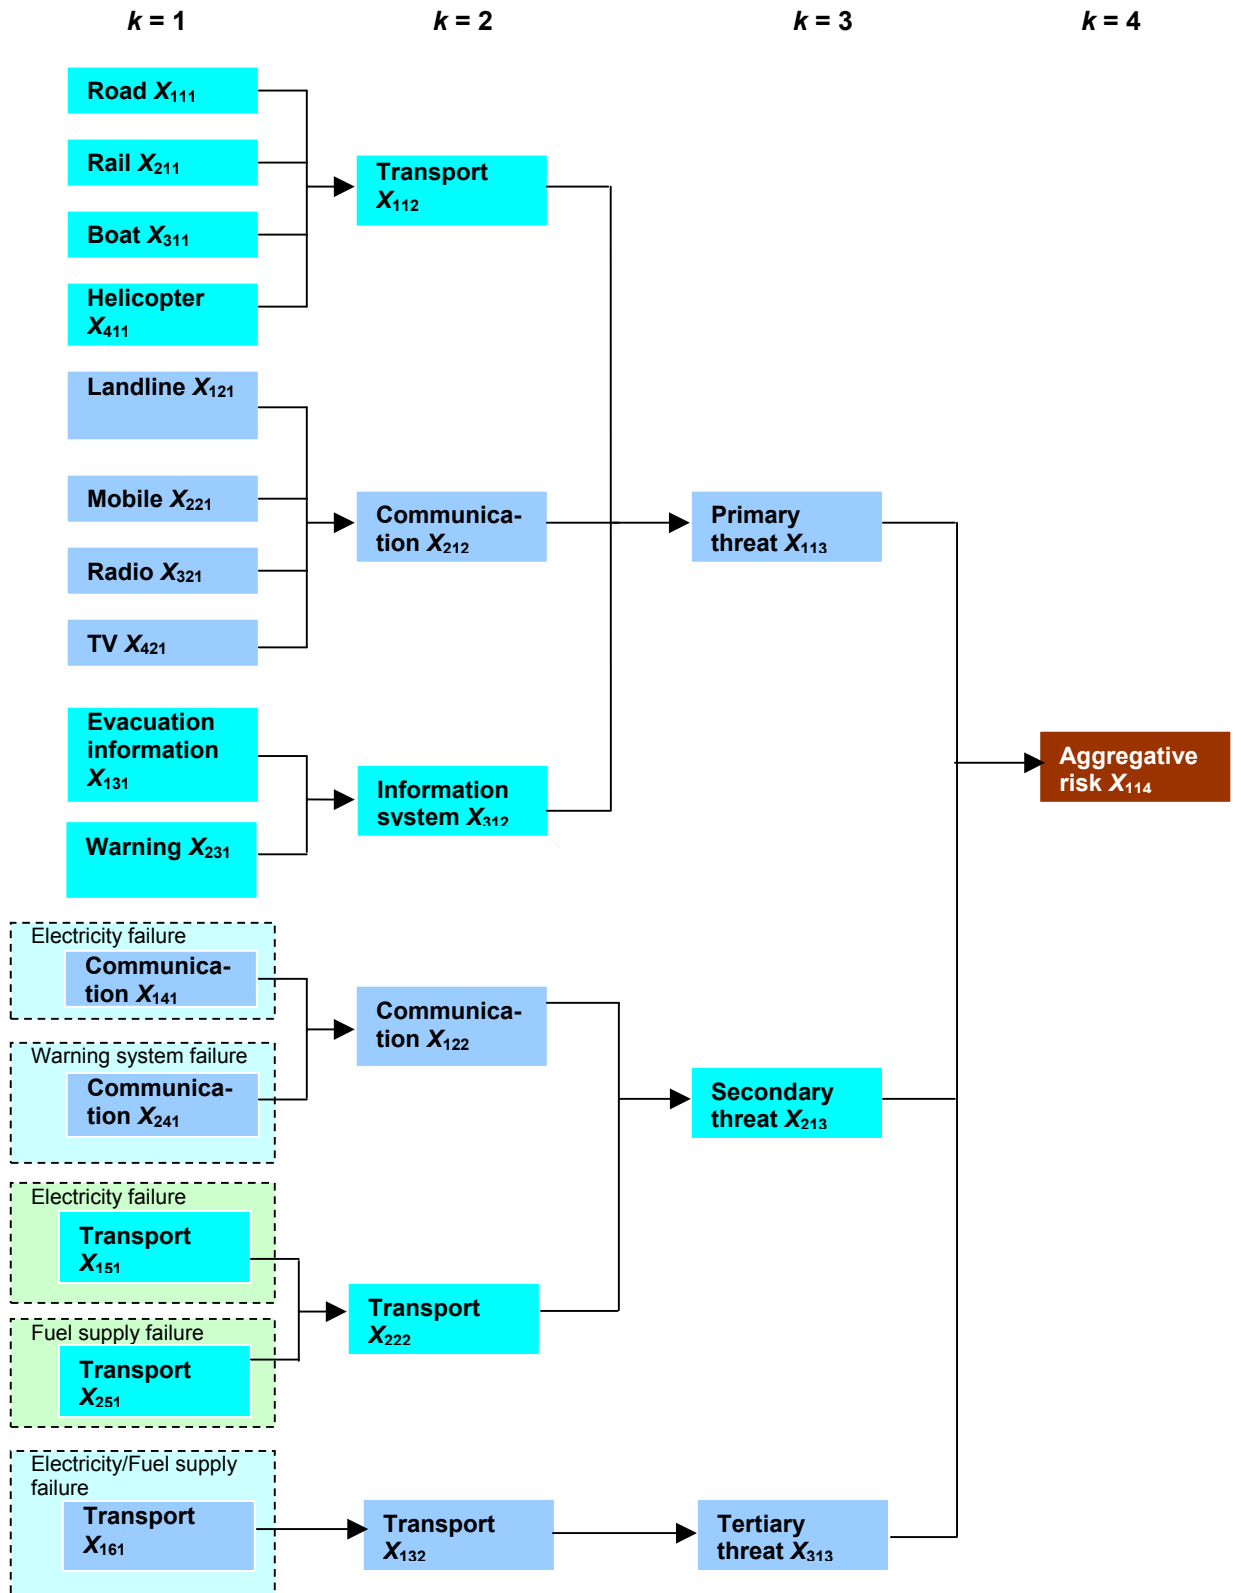 k = 1
k = 2
k = 3
k = 4
Road X111
Rail X211
Boat X311
Helicopter
X411
Transport
X112
Landline X121
Mobile X221
Radio X321
TV X421
Communica-
tion X212
Primary
threat X113
Evacuation
information
X131
Warning X231
Information
system X312
Aggregative
risk X114
Electricity failure
Communica-
tion X141
Warning system failure
Communica-
tion X241
Communica-
tion X122
Secondary
threat X213
Electricity failure
Transport
X151
Fuel supply failure
Transport
X251
Transport
X222
Electricity/Fuel supply
failure
Transport
X161
Transport
X132
Tertiary
threat X313